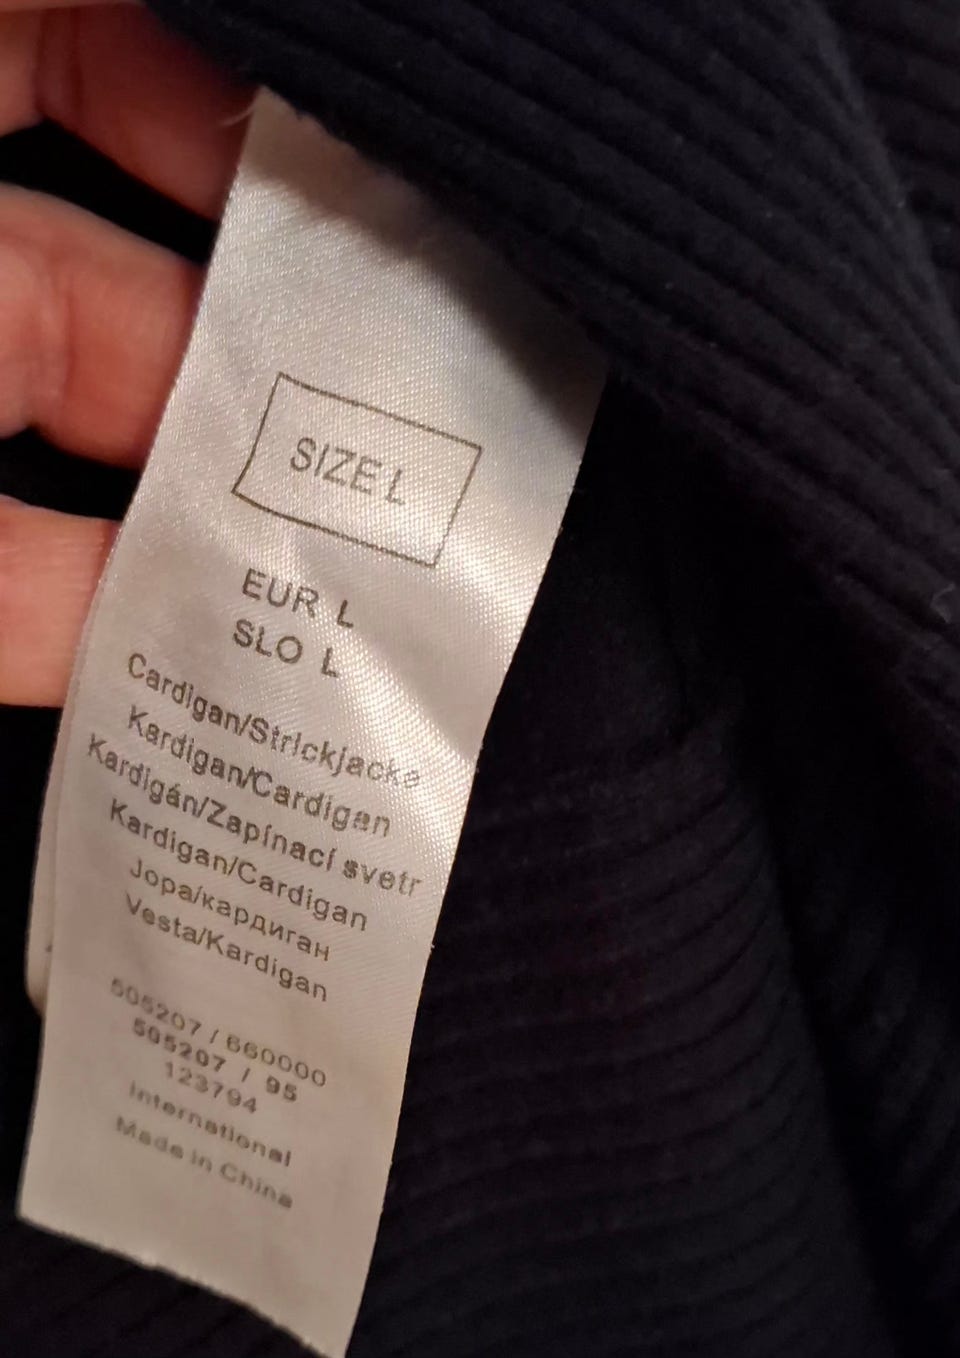 SIZE L
EUR L
SLO L
Cardigan/Strickjacke
Kardigan/Cardigan
Kardigán/Zapínací svetr
Kardigan/Cardigan
Jopa/кардиган
Vesta/Kardigan
505207 / 660000
505207 / 95
123794
International
Made in China